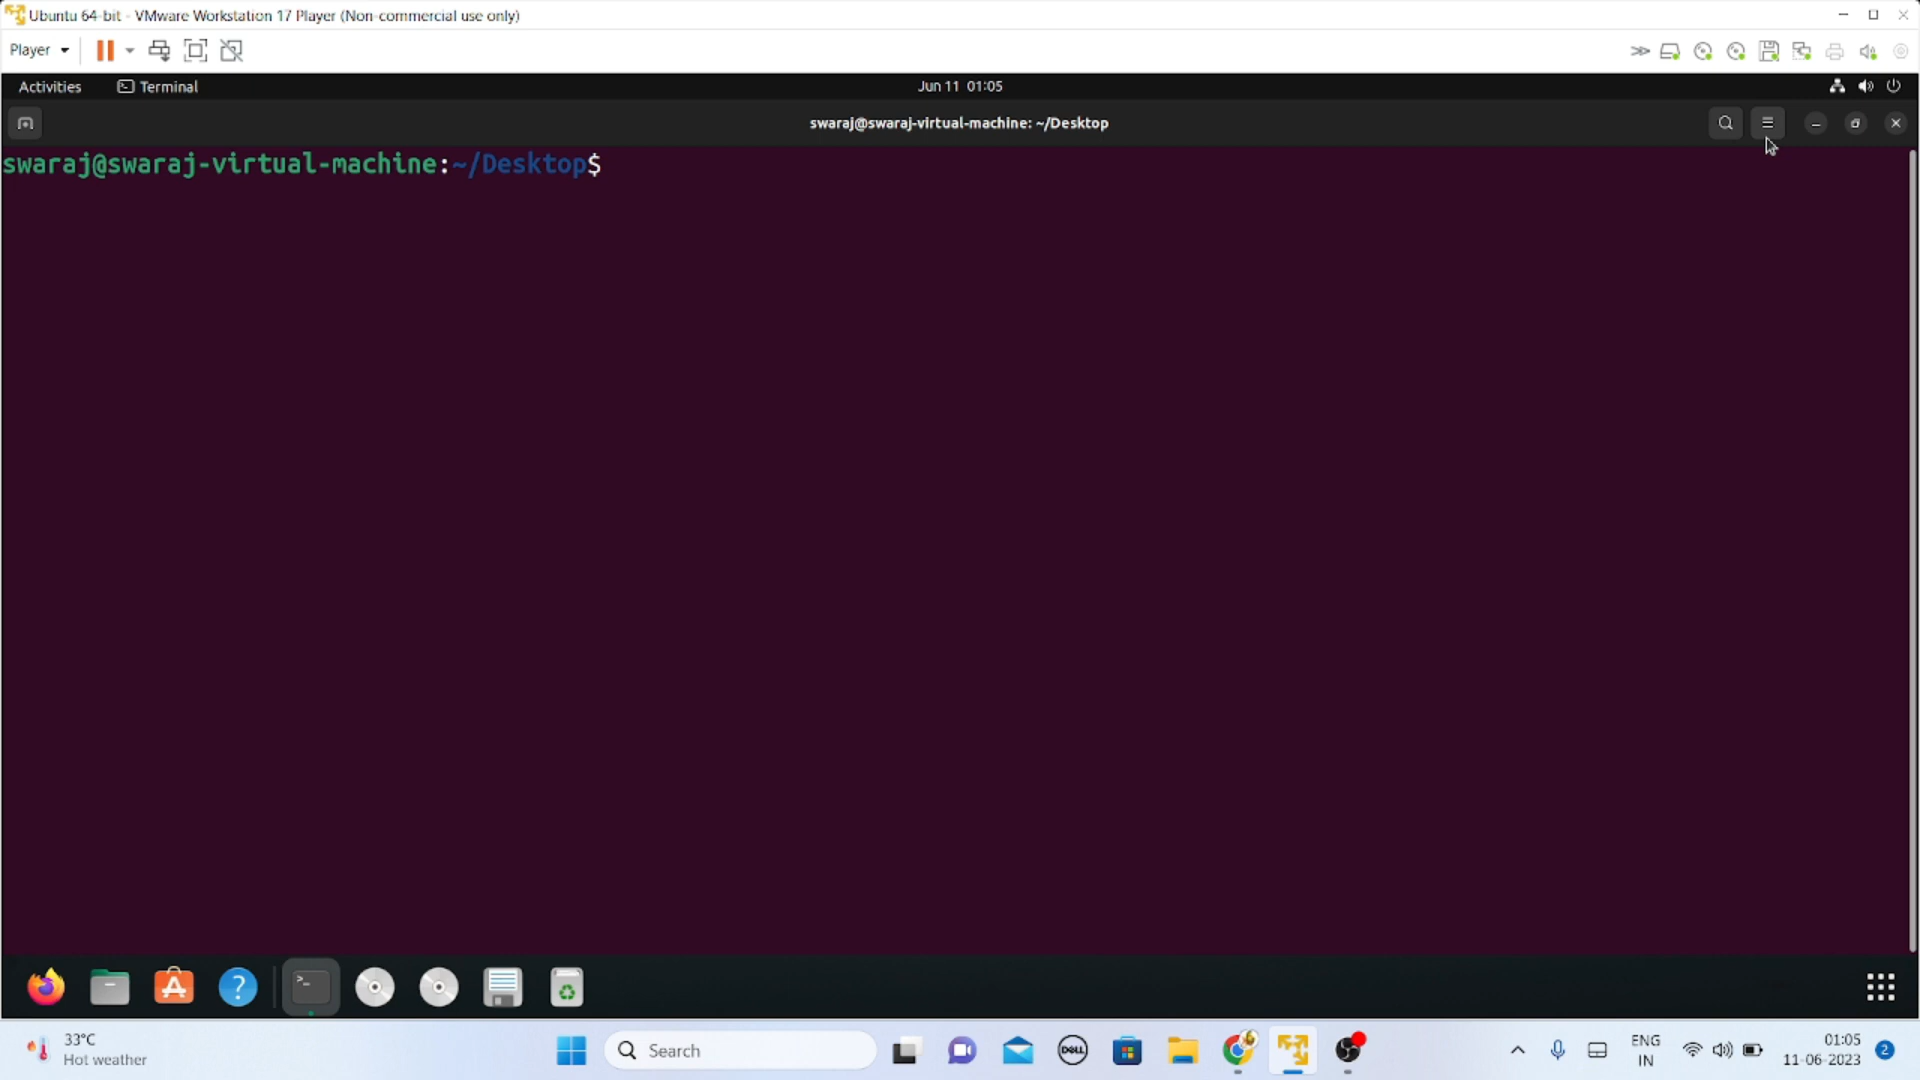 Ubuntu 64-bit - VMware Workstation 17 Player (Non-commercial use only)
Player
Activities
Terminal
Jun 11 01:05
swaraj@swaraj-virtual-machine: ~/Desktop
swaraj@swaraj-virtual-machine:~/Desktop$
33°C
Hot weather
Search
DELL
ENG
IN
01:05
11-06-2023
2